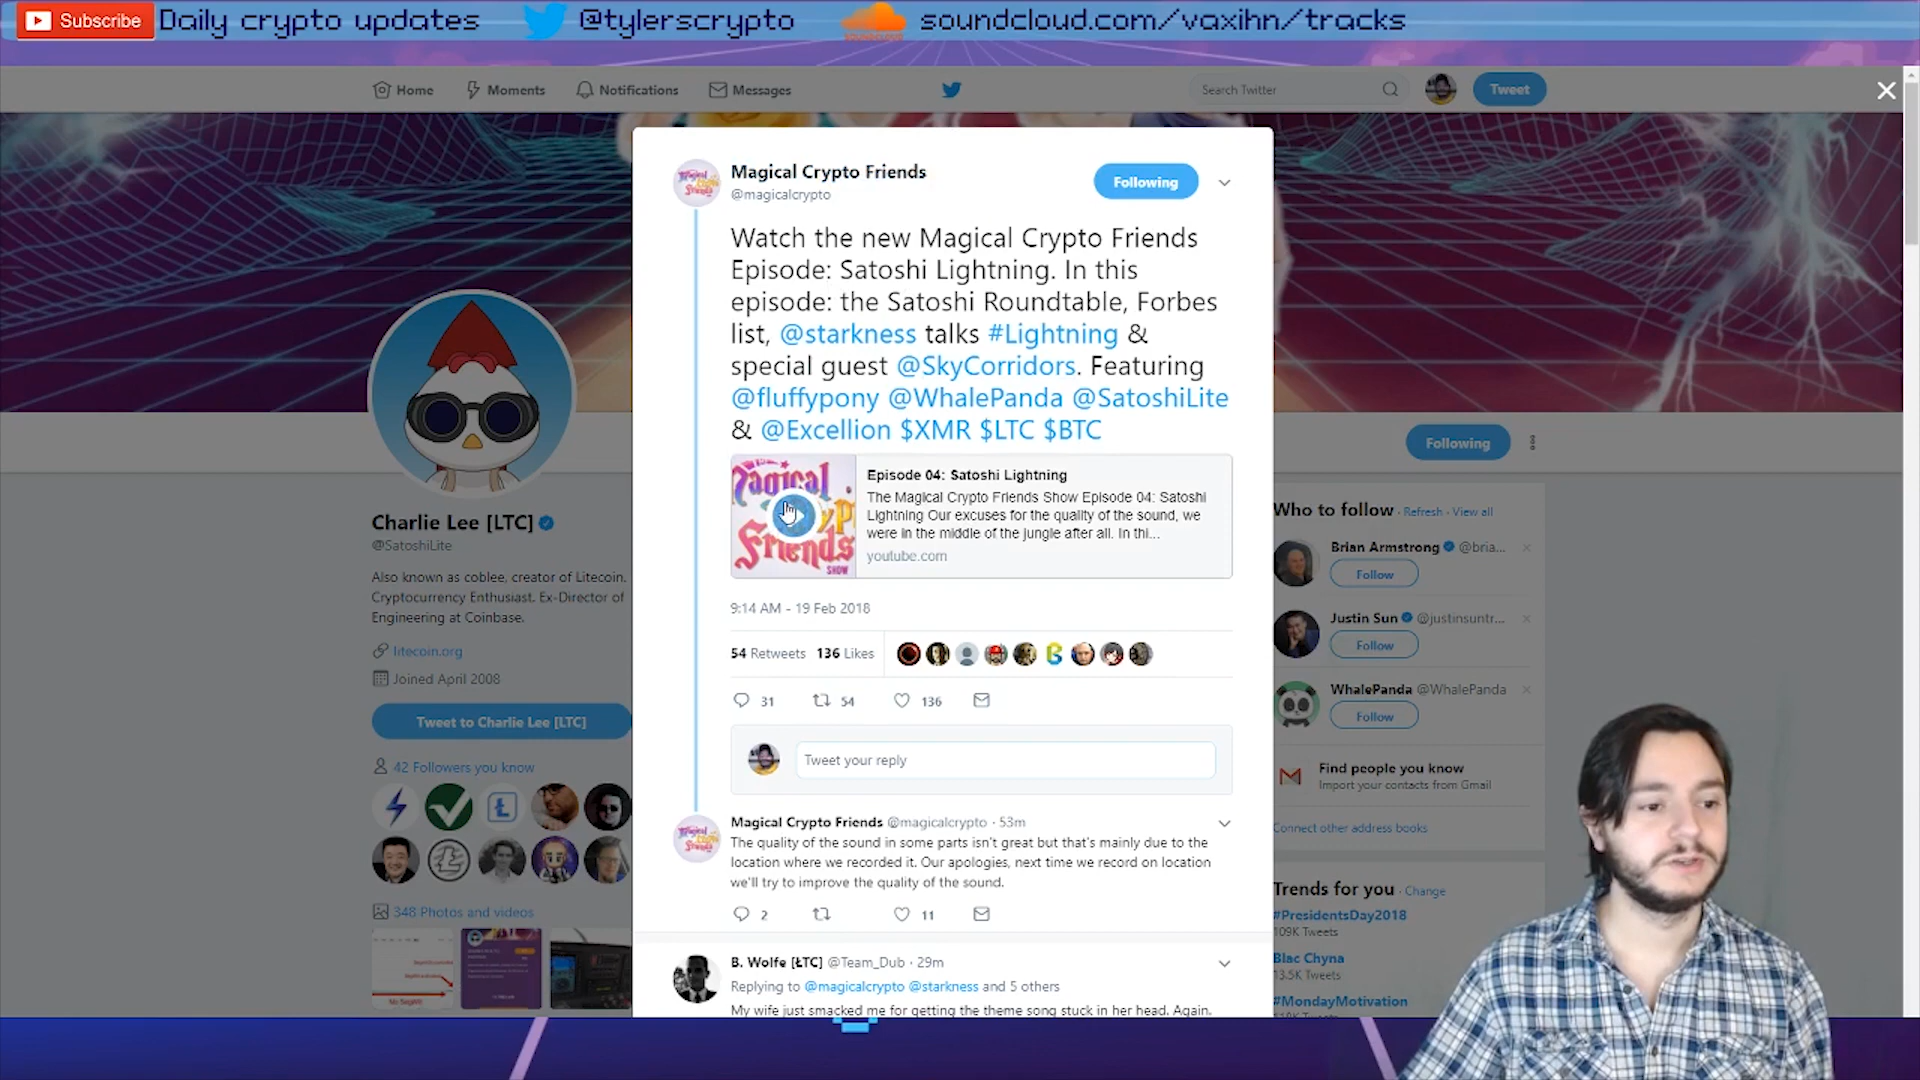 Subscribe
Daily crypto updates
@tylerscrypto
soundcloud.com/vaxihn/tracks
Home
Moments
Notifications
Messages
Search Twitter
Tweet
Magical Crypto Friends
@magicalcrypto
Following
Watch the new Magical Crypto Friends
Episode: Satoshi Lightning. In this
episode: the Satoshi Roundtable, Forbes
list, @starkness talks #Lightning &
special guest @SkyCorridors. Featuring
@fluffypony @WhalePanda @SatoshiLite
& @Excellion $XMR $LTC $BTC
Magical
Friends
SHOW
Episode 04: Satoshi Lightning
The Magical Crypto Friends Show Episode 04: Satoshi
Lightning Our excuses for the quality of the sound, we
were in the middle of the jungle after all. In thi...
youtube.com
9:14 AM - 19 Feb 2018
54 Retweets 136 Likes
31 54 136
Tweet your reply
Magical Crypto Friends @magicalcrypto · 53m
The quality of the sound in some parts isn't great but that's mainly due to the
location where we recorded it. Our apologies, next time we record on location
we'll try to improve the quality of the sound.
2 11
B. Wolfe [ŁTC] @Team_Dub · 29m
Replying to @magicalcrypto @starkness and 5 others
My wife just smacked me for getting the theme song stuck in her head. Again.
Charlie Lee [LTC]
@SatoshiLite
Also known as coblee, creator of Litecoin.
Cryptocurrency Enthusiast. Ex-Director of
Engineering at Coinbase.
litecoin.org
Joined April 2008
Tweet to Charlie Lee [LTC]
42 Followers you know
348 Photos and videos
Following
Who to follow · Refresh · View all
Brian Armstrong @bria...
Follow
Justin Sun @justinsuntr...
Follow
WhalePanda @WhalePanda
Follow
Find people you know
Import your contacts from Gmail
Connect other address books
Trends for you · Change
#PresidentsDay2018
109K Tweets
Blac Chyna
13.5K Tweets
#MondayMotivation